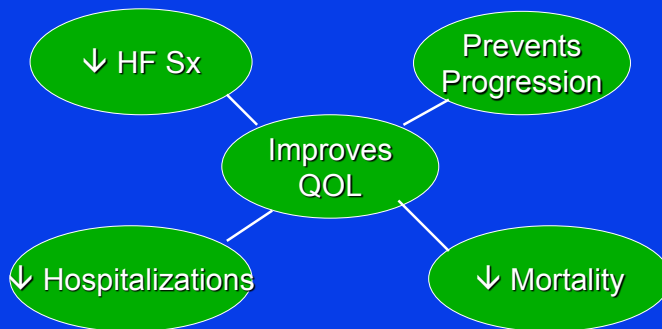 ↓ HF Sx
Prevents
Progression
Improves
QOL
↓ Hospitalizations
↓ Mortality